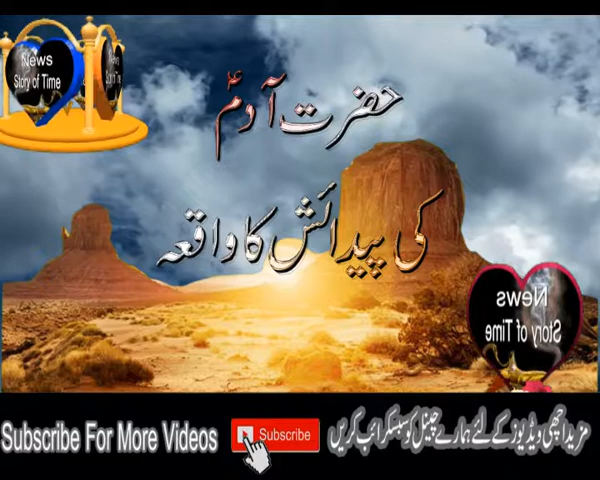 News
Story of Time
حضرت آدمؑ
کی پیدائش کا واقعہ
News
Story of Time
Subscribe For More Videos
Subscribe
مزید اچھی ویڈیوز کے لئے ہمارے چینل کو سبسکرائب کریں